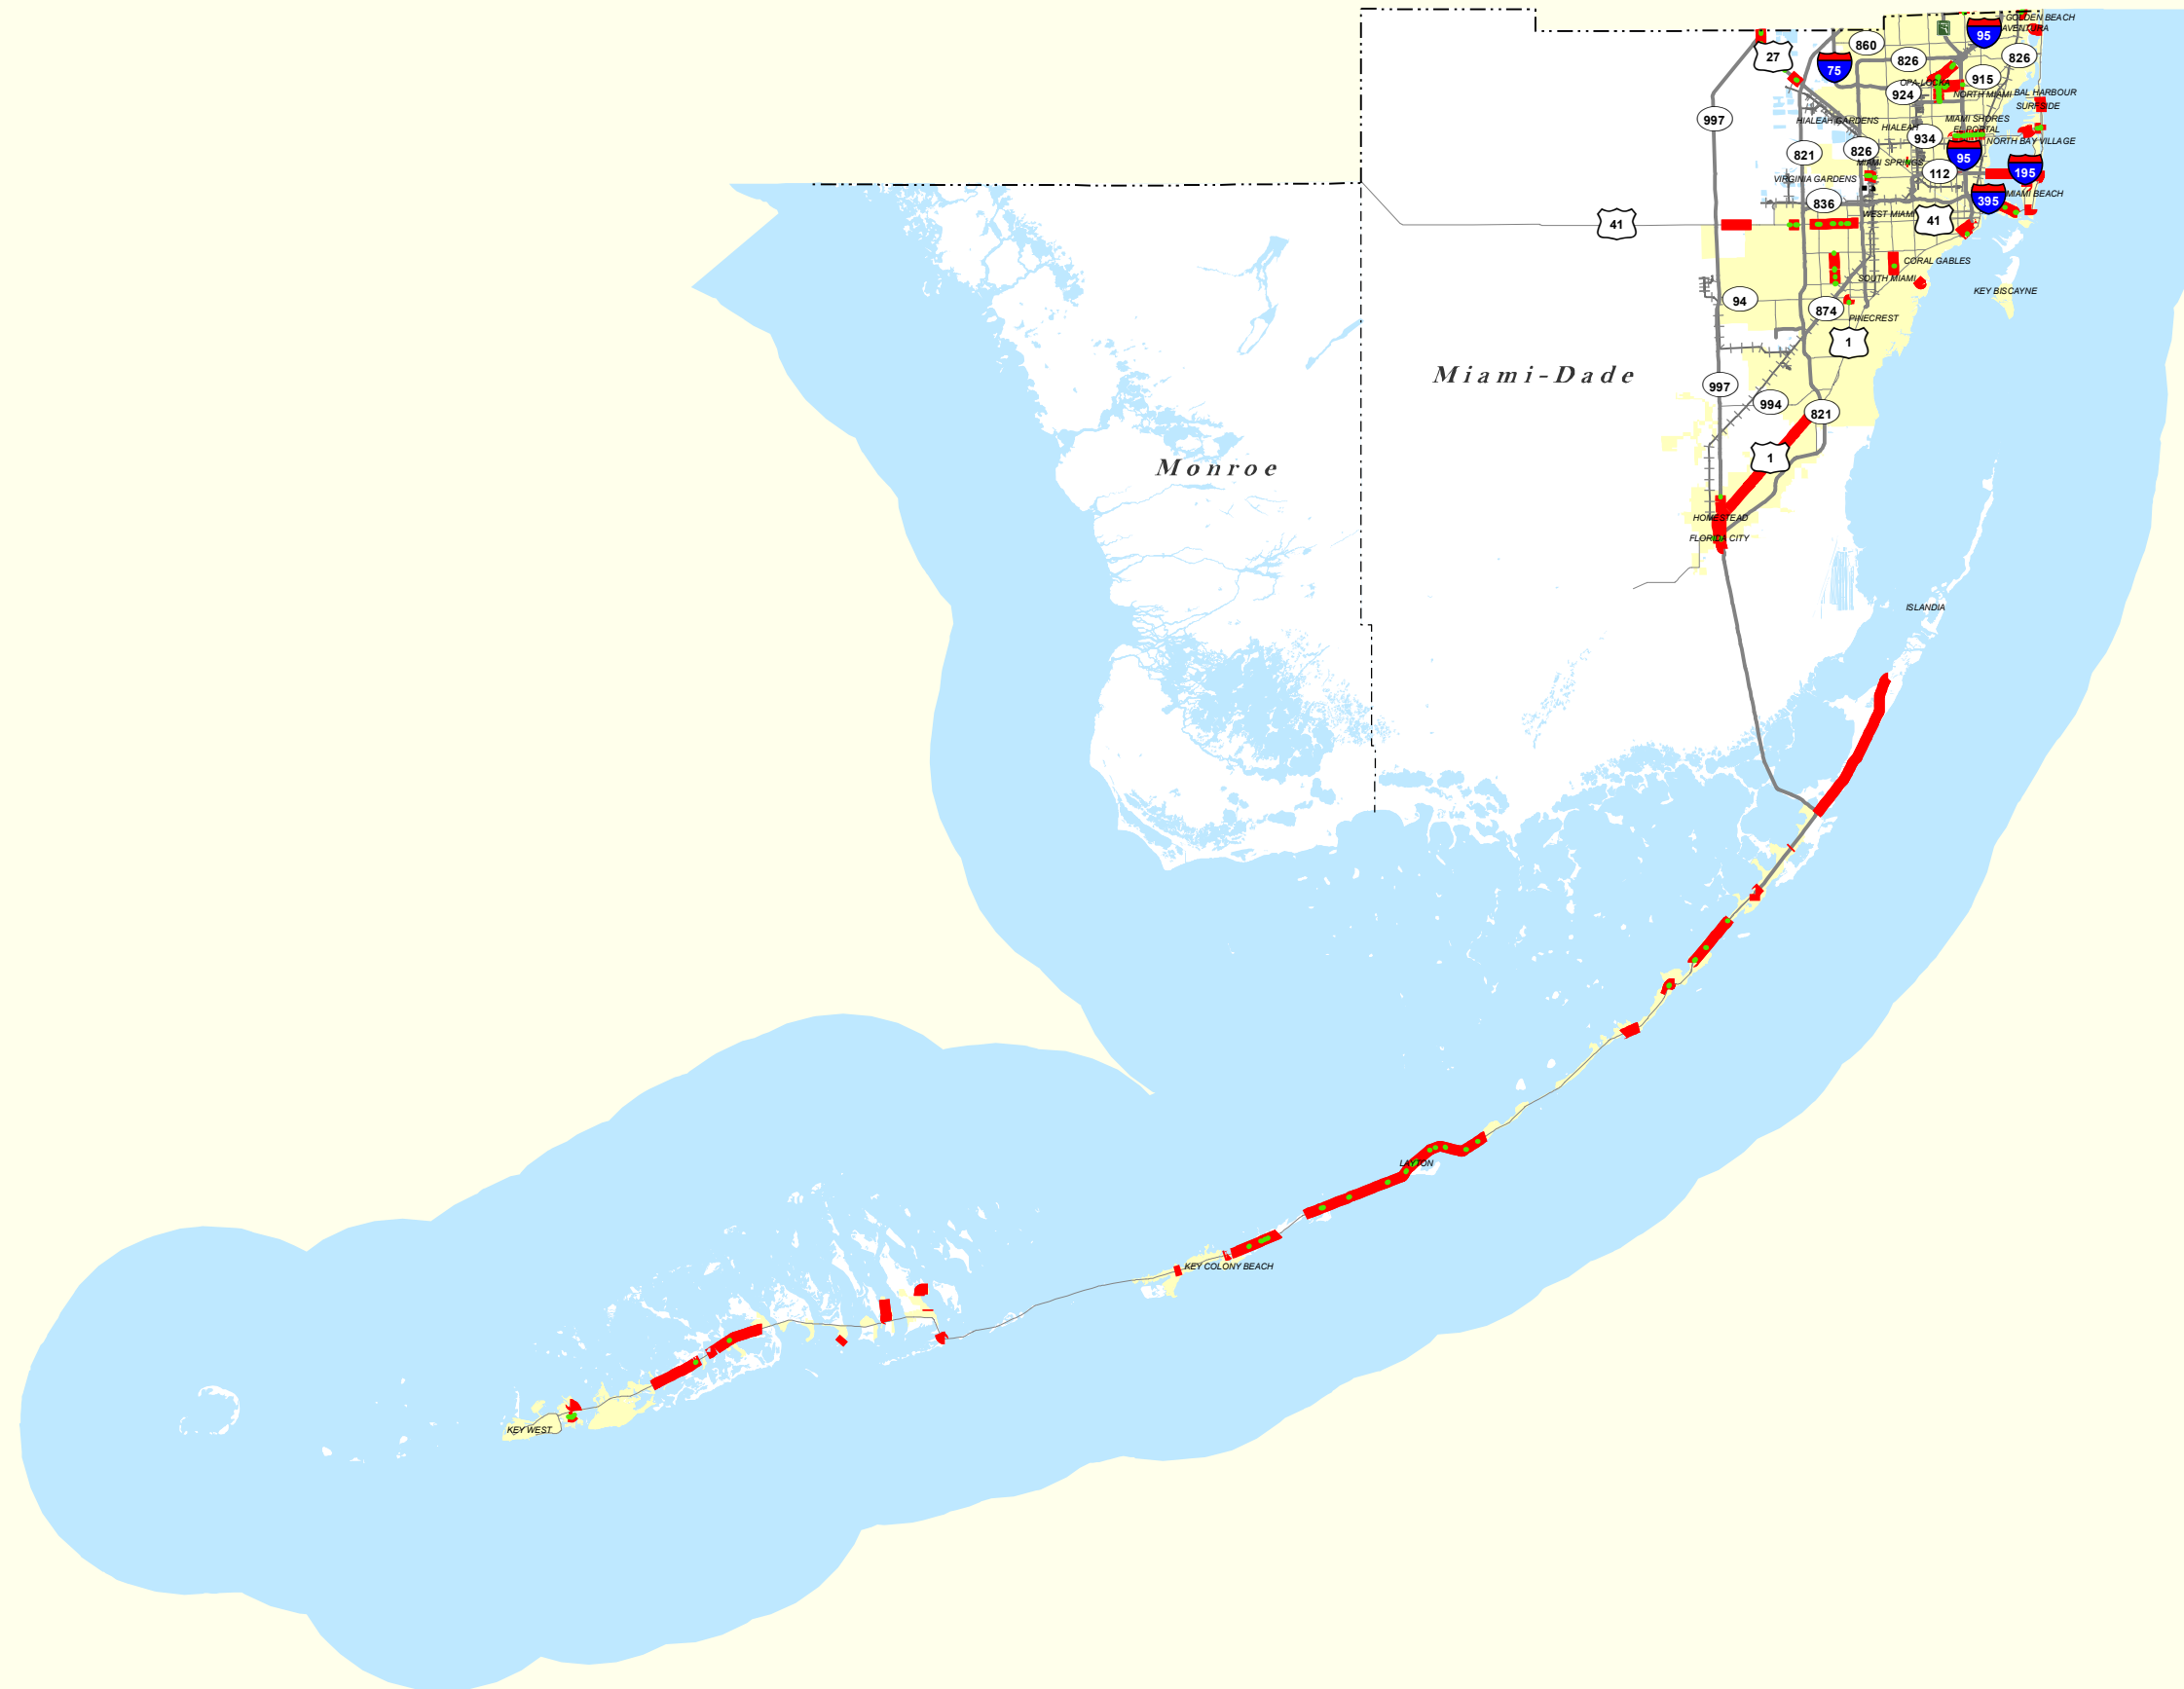 GOLDEN BEACH
95
AVENTURA
860
27
826
826
75
915
OPA-LOCKA
924
NORTH MIAMI
BAL HARBOUR
SURFSIDE
997
HIALEAH GARDENS
MIAMI SHORES
HIALEAH
EL PORTAL
934
NORTH BAY VILLAGE
821
826
95
MIAMI SPRINGS
112
195
VIRGINIA GARDENS
MIAMI BEACH
836
395
WEST MIAMI
41
41
CORAL GABLES
SOUTH MIAMI
KEY BISCAYNE
94
874
PINECREST
1
Miami-Dade
997
994
821
Monroe
1
HOMESTEAD
FLORIDA CITY
ISLANDIA
LAYTON
KEY COLONY BEACH
KEY WEST